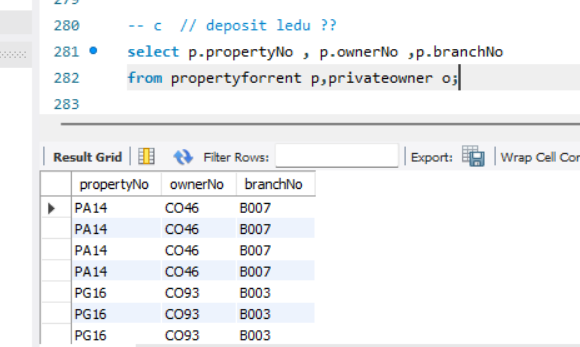 279
280 -- c // deposit ledu ??
281 select p.propertyNo , p.ownerNo ,p.branchNo
282 from propertyforrent p,privateowner o;
283
Result Grid Filter Rows: Export: Wrap Cell Con
propertyNo ownerNo branchNo
PA14 CO46 B007
PA14 CO46 B007
PA14 CO46 B007
PA14 CO46 B007
PG16 CO93 B003
PG16 CO93 B003
PG16 CO93 B003